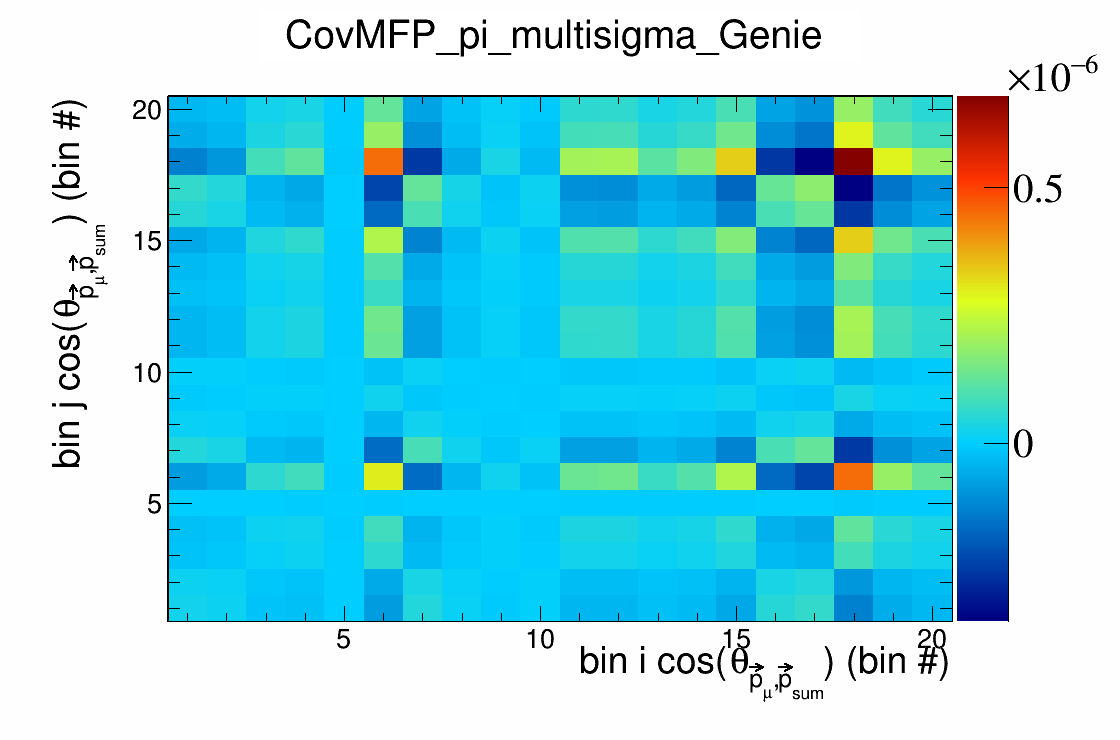 CovMFP_pi_multisigma_Genie
×10⁻⁶
20
15
10
5
0.5
0
bin j cos(θ_{p⃗_μ,p⃗_sum}) (bin #)
5 10 15 20
bin i cos(θ_{p⃗_μ,p⃗_sum}) (bin #)